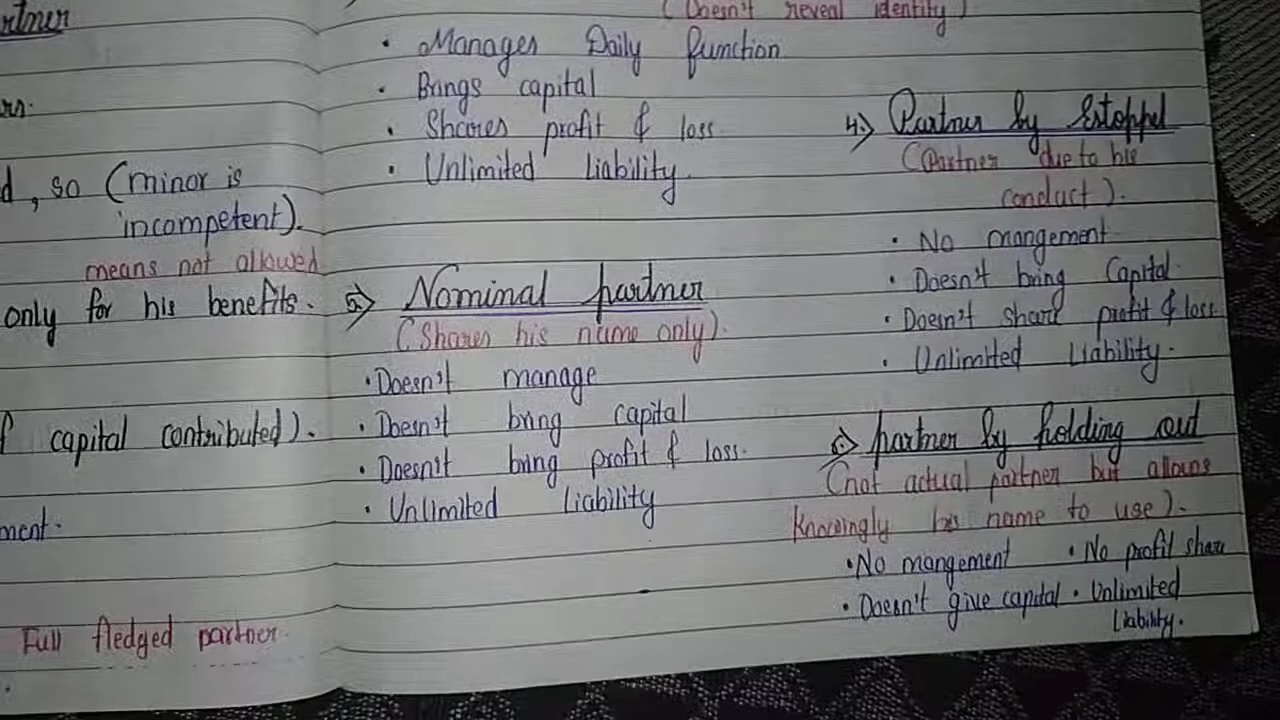 rtner
rs.
d, so (minor is
incompetent).
means not allowed
only for his benefits.
f capital contributed).
ment.
Full fledged partner.
• Manages Daily function
• Brings capital
• Shcores profit & loss
• Unlimited liability.
5.) Nominal partner
(Shares his name only).
• Doesn't manage
• Doesn't bring capital
• Doesn't bring profit & loss.
• Unlimited liability
(Doesn't reveal identity)
4.) Partner by Estoppel
(Partner due to his
conduct).
• No mangement
• Doesn't bring Capital.
• Doesn't share profit & loss
• Unlimited Liability.
6) partner by holding out
(not actual partner but allows
knowingly his name to use).
• No mangement • No profit share
• Doesn't give capital • Unlimited
Liability.